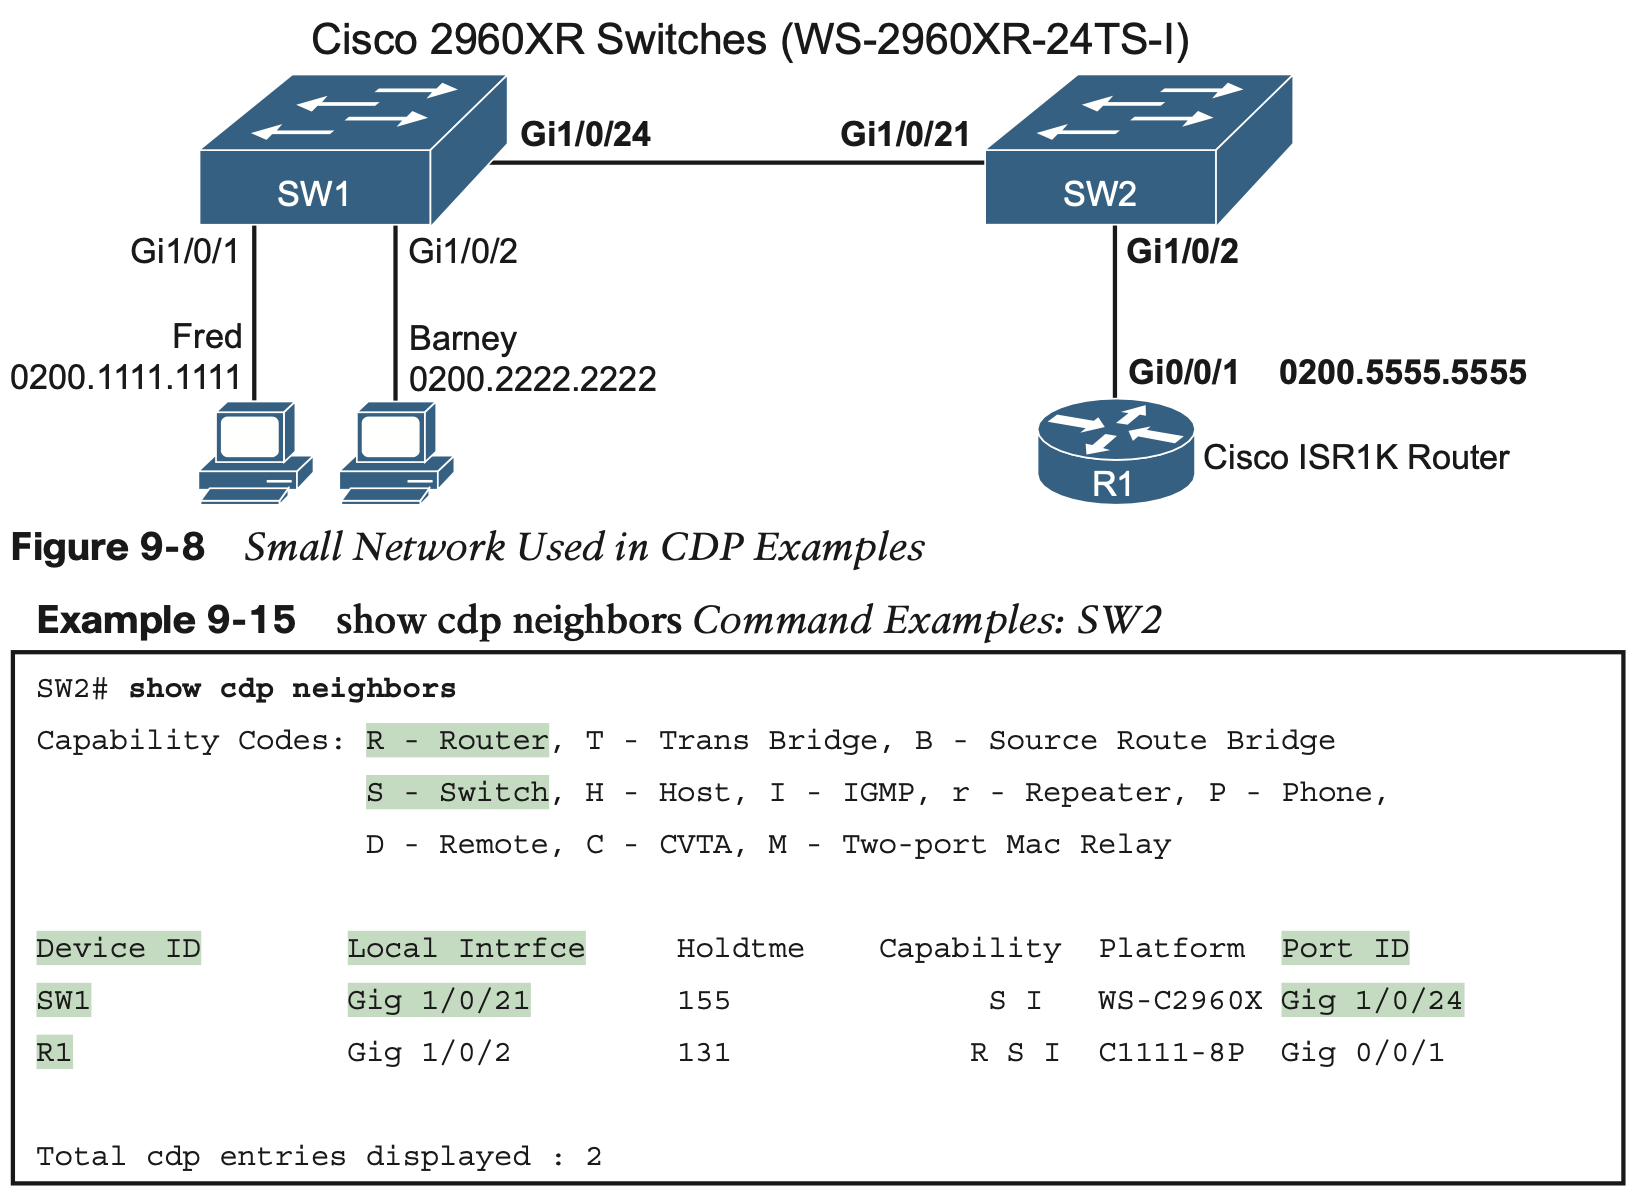 Cisco 2960XR Switches (WS-2960XR-24TS-I)
Gi1/0/24 Gi1/0/21
SW1 SW2
Gi1/0/1 Gi1/0/2 Gi1/0/2
Fred Barney
0200.1111.1111 0200.2222.2222 Gi0/0/1 0200.5555.5555
Cisco ISR1K Router
R1
Figure 9-8 Small Network Used in CDP Examples
Example 9-15 show cdp neighbors Command Examples: SW2
SW2# show cdp neighbors
Capability Codes: R - Router, T - Trans Bridge, B - Source Route Bridge
S - Switch, H - Host, I - IGMP, r - Repeater, P - Phone,
D - Remote, C - CVTA, M - Two-port Mac Relay
Device ID Local Intrfce Holdtme Capability Platform Port ID
SW1 Gig 1/0/21 155 S I WS-C2960X Gig 1/0/24
R1 Gig 1/0/2 131 R S I C1111-8P Gig 0/0/1
Total cdp entries displayed : 2